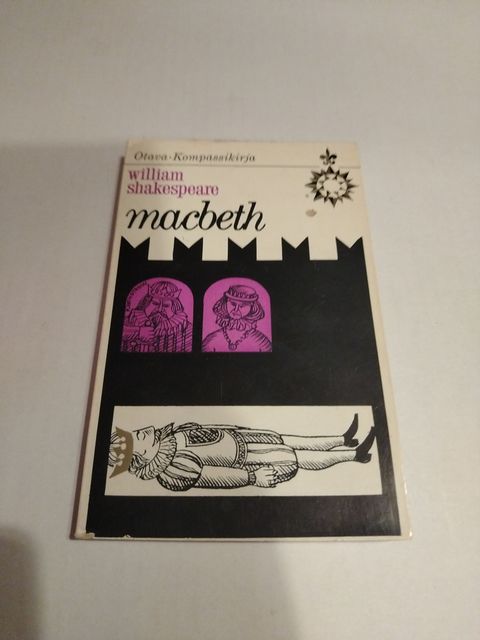 Otava-Kompassikirja
william
shakespeare
macbeth